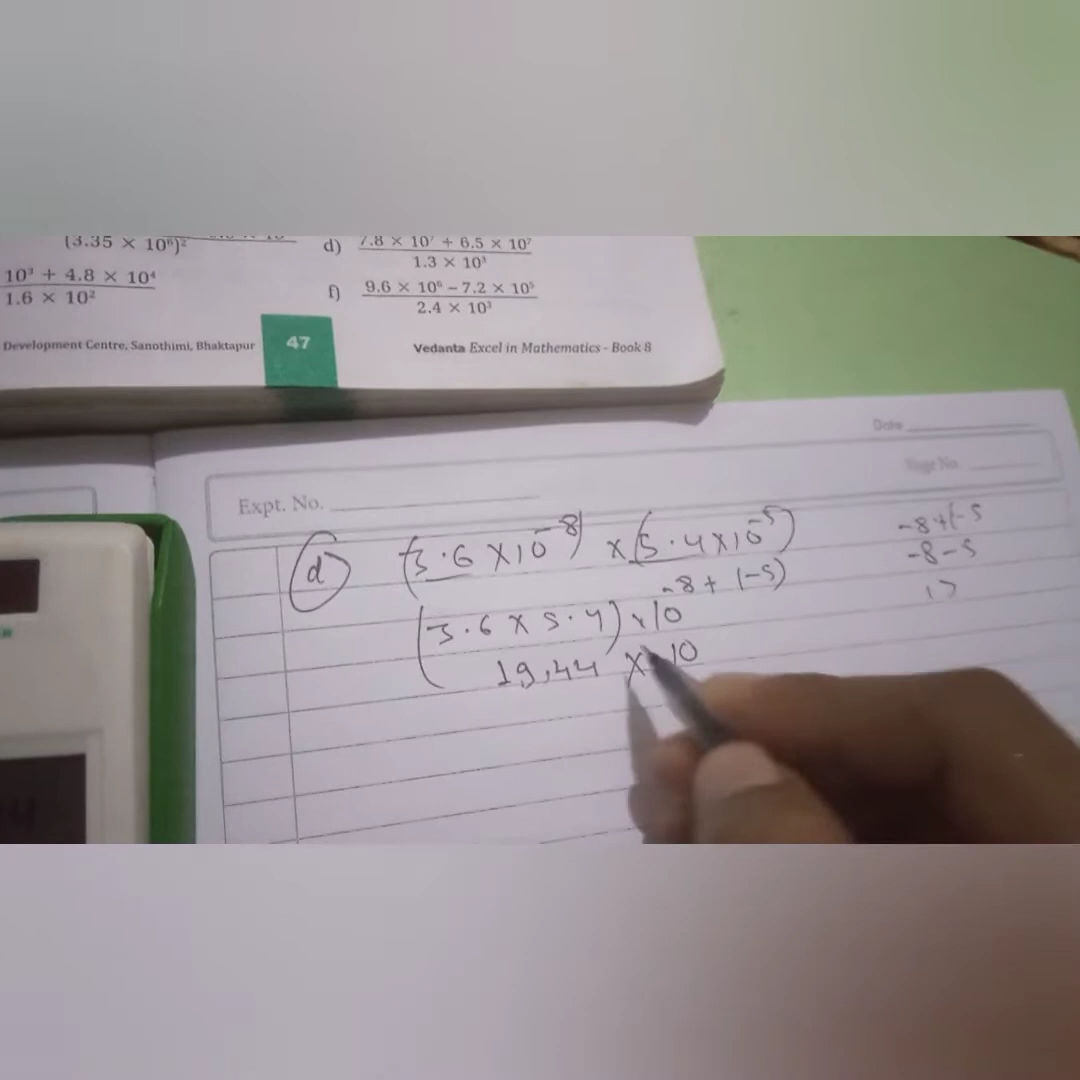 (3.35 × 10⁶)²
d) 7.8 × 10⁷ + 6.5 × 10⁷
1.3 × 10³
10³ + 4.8 × 10⁴
1.6 × 10²
f) 9.6 × 10⁶ – 7.2 × 10⁵
2.4 × 10³
Development Centre, Sanothimi, Bhaktapur
47
Vedanta Excel in Mathematics - Book 8
Date
Page No.
Expt. No.
d) (3.6 × 10⁻⁸) × (5.4 × 10⁻⁵)
(3.6 × 5.4) × 10 -8 + (-5)
19.44 × 10
-8+(-5
-8-5